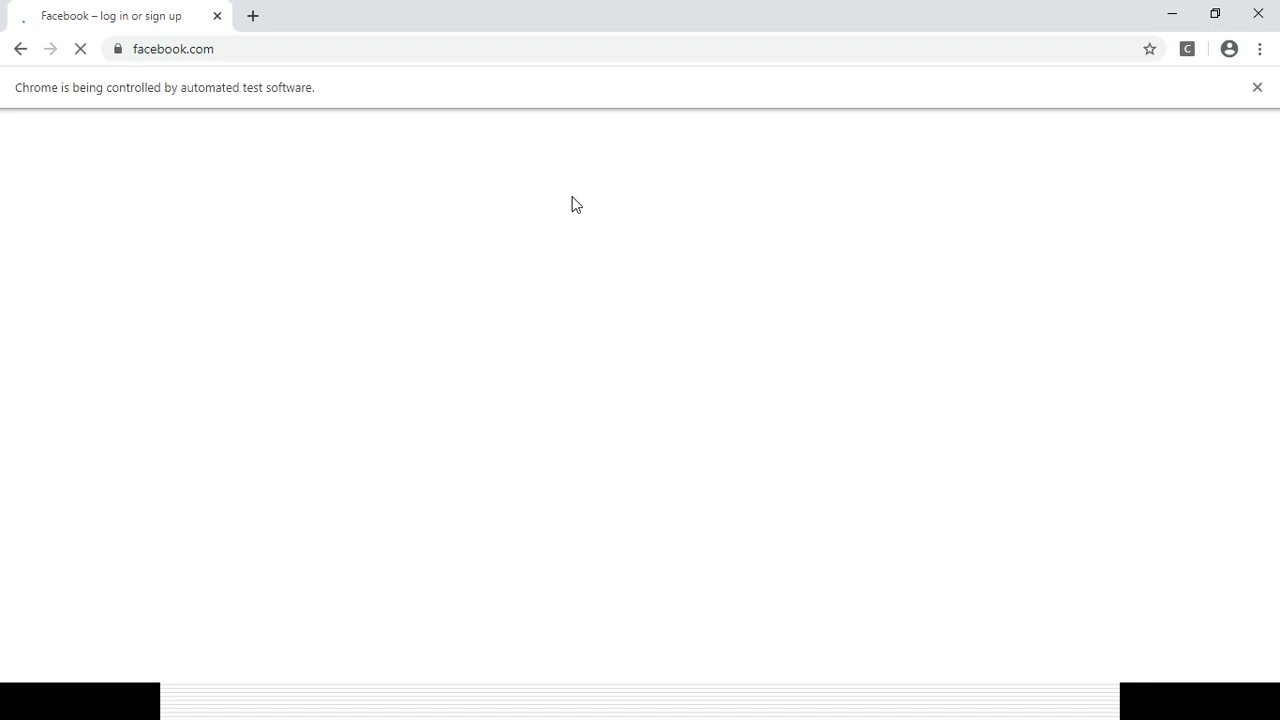 Facebook – log in or sign up
facebook.com
C
Chrome is being controlled by automated test software.